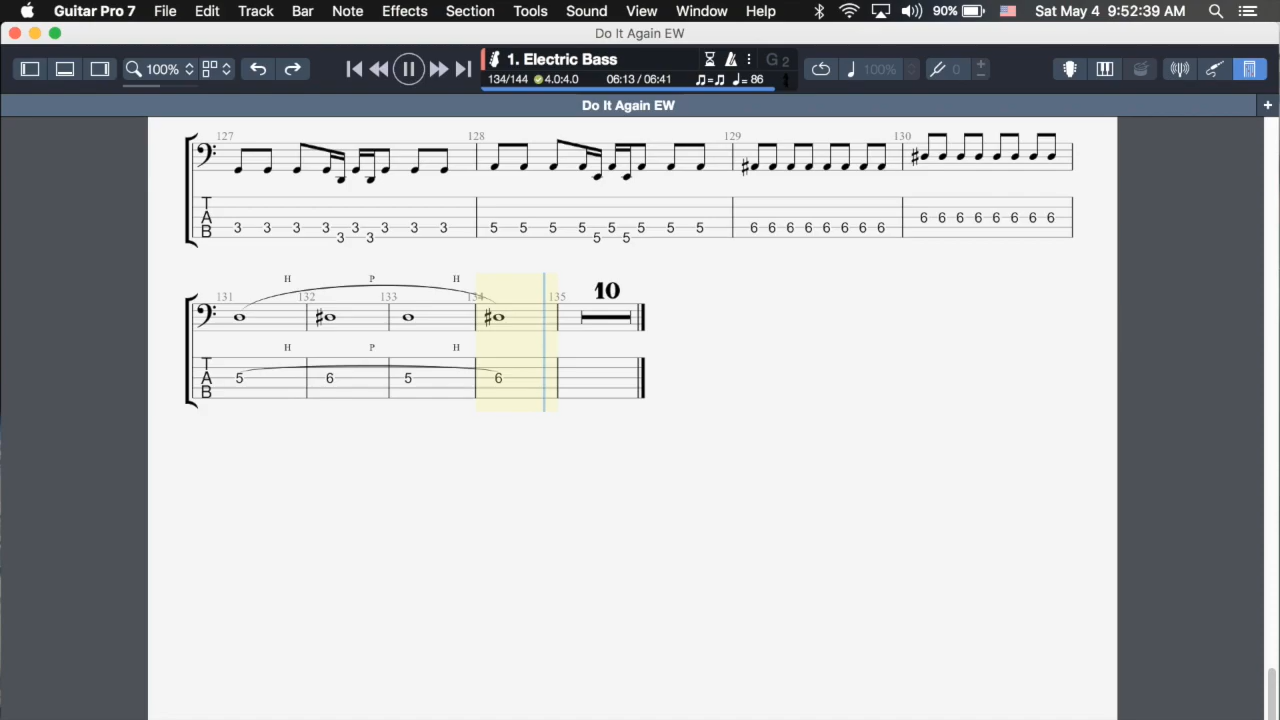 Guitar Pro 7 File Edit Track Bar Note Effects Section Tools Sound View Window Help 90% Sat May 4 9:52:39 AM
Do It Again EW
100% 1. Electric Bass G 2 100% 0
134/144 4.0:4.0 06:13 / 06:41 = 86
Do It Again EW
127 128 129 130
T 3 3 3 3 3 3 3 3 5 5 5 5 5 5 5 5 6 6 6 6 6 6 6 6 6 6 6 6 6 6 6 6
A
B 3 3 5 5
H P H
131 132 133 134 135 10
H P H
T
A 5 6 5 6
B